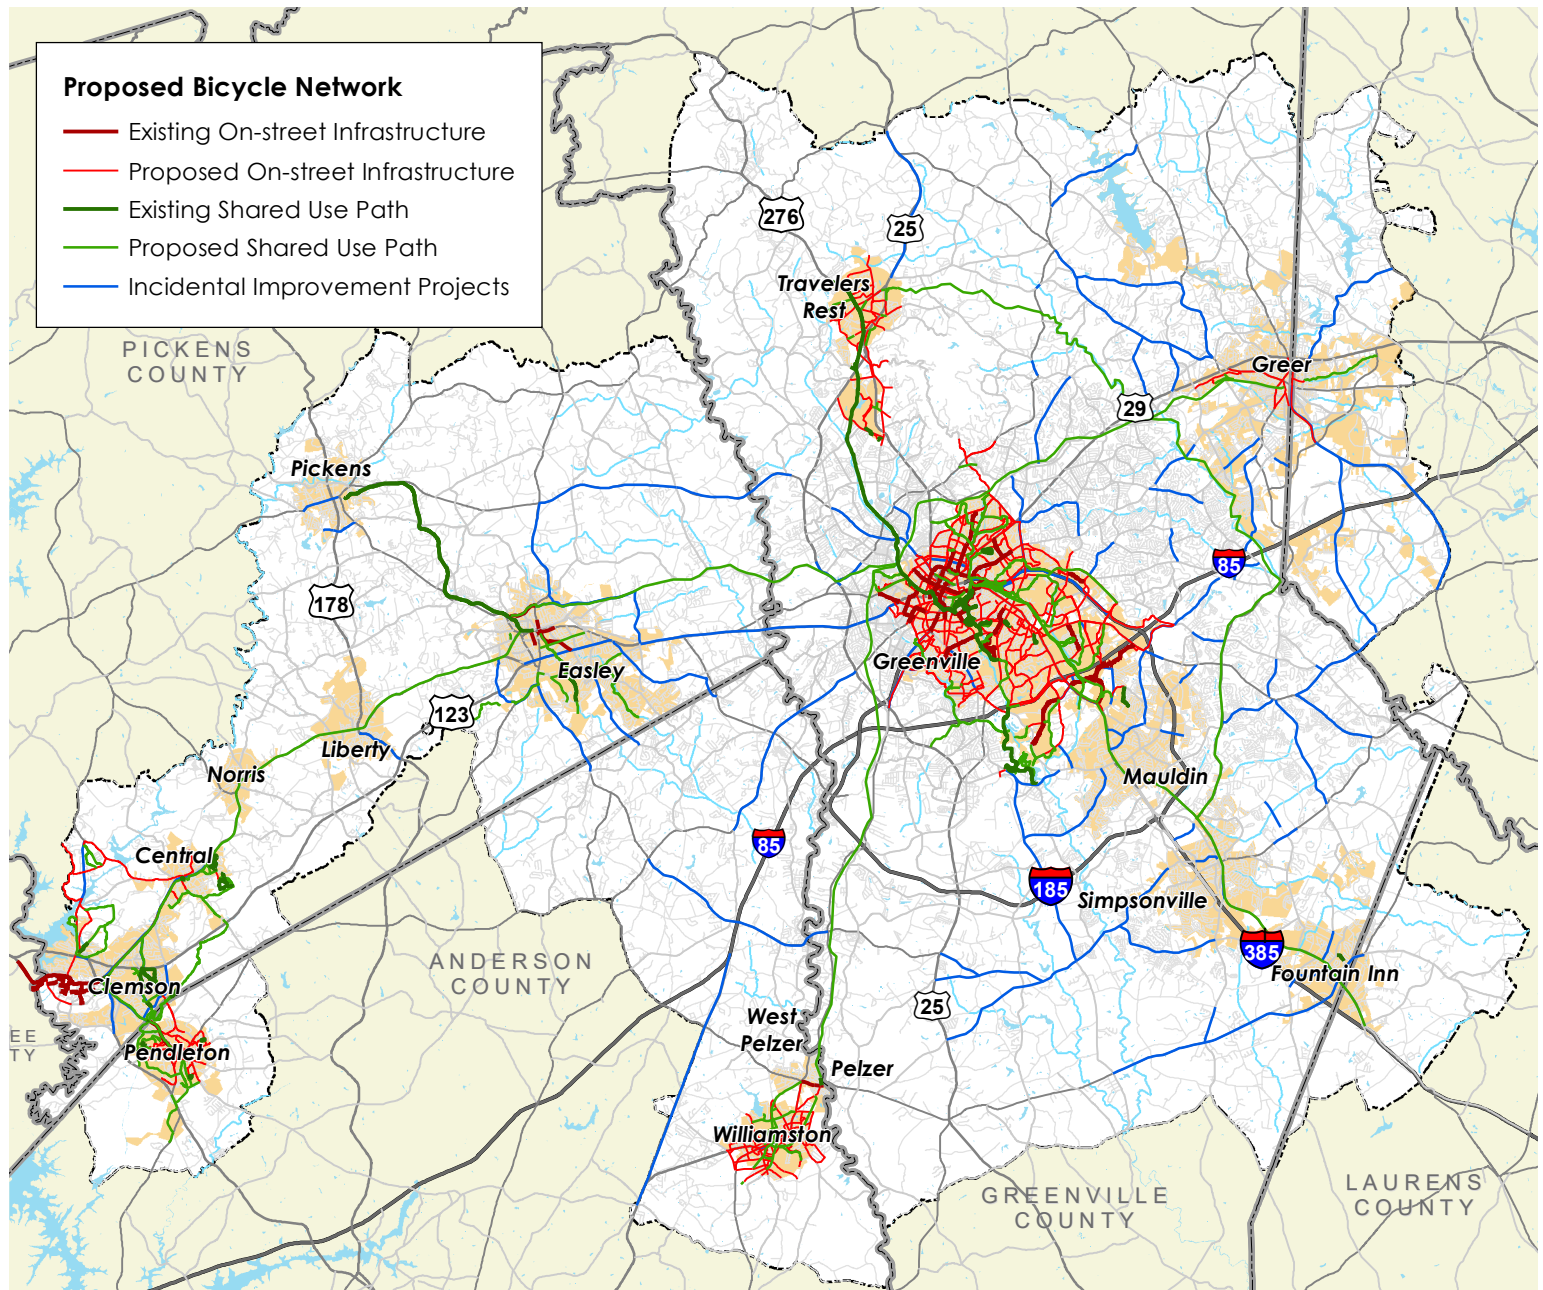 Proposed Bicycle Network
Existing On-street Infrastructure
Proposed On-street Infrastructure
Existing Shared Use Path
Proposed Shared Use Path
Incidental Improvement Projects
276
25
Travelers
Rest
PICKENS
COUNTY
Greer
29
Pickens
85
178
Greenville
Easley
123
Liberty
Norris
Mauldin
85
Central
185
Simpsonville
385
ANDERSON
COUNTY
Fountain Inn
Clemson
25
West
Pelzer
EE
TY
Pendleton
Pelzer
Williamston
GREENVILLE
COUNTY
LAURENS
COUNTY